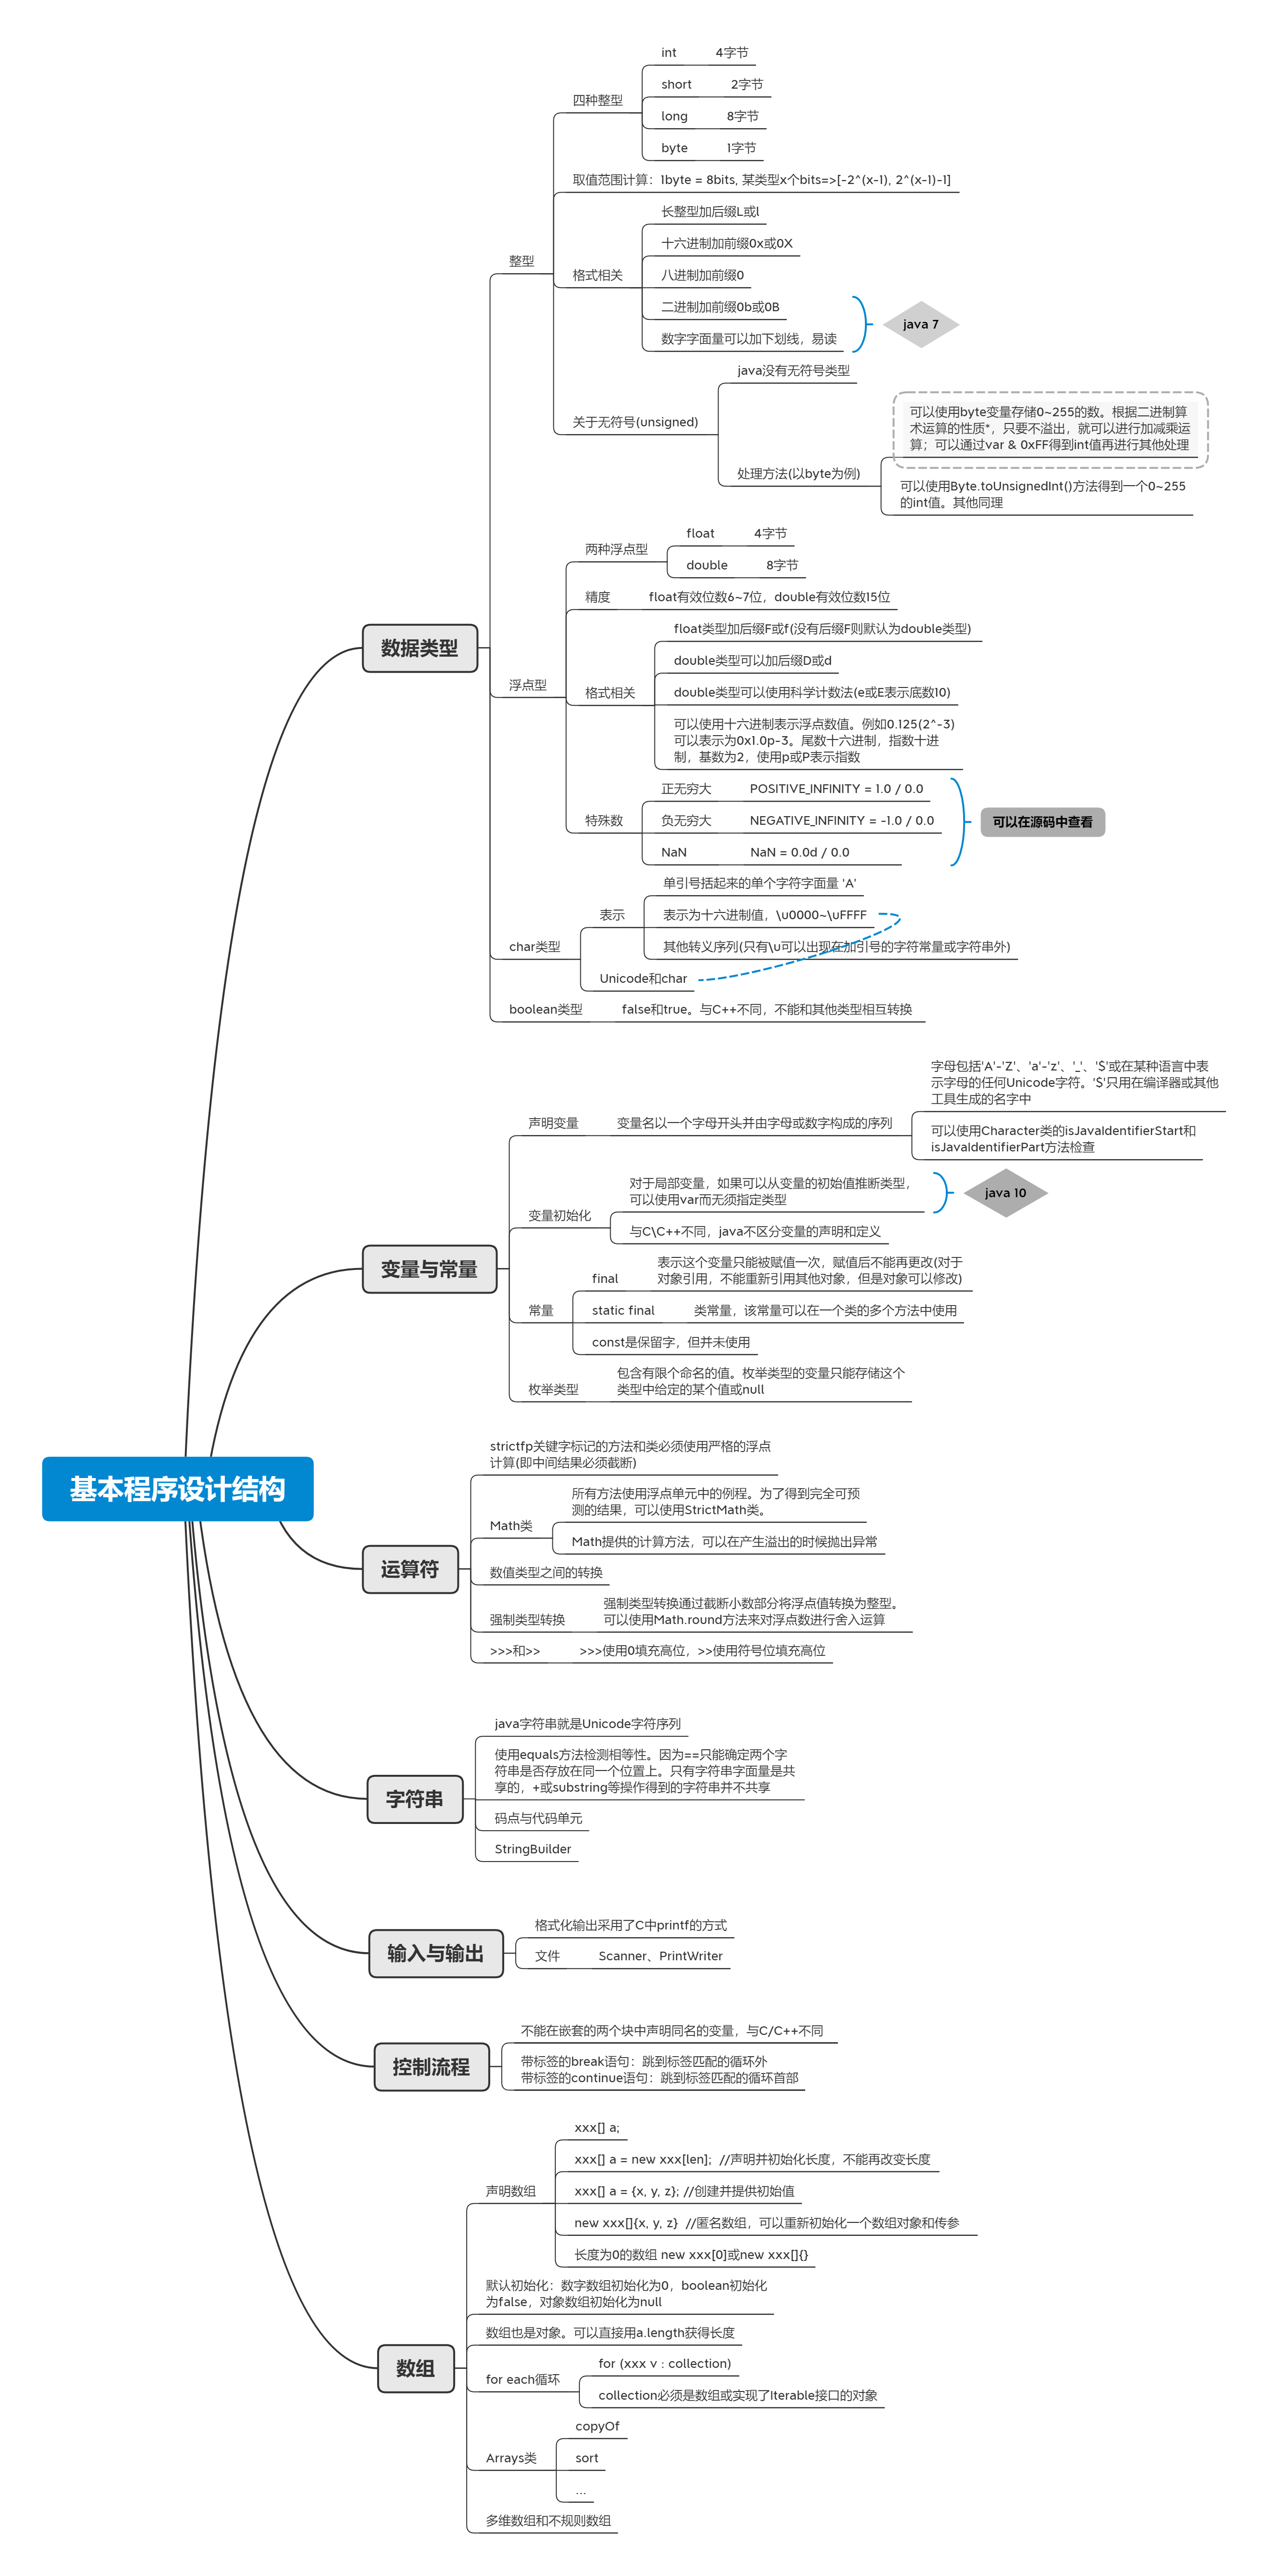 基本程序设计结构
数据类型
整型
四种整型
int 4字节
short 2字节
long 8字节
byte 1字节
取值范围计算：1byte = 8bits, 某类型x个bits=>[-2^(x-1), 2^(x-1)-1]
格式相关
长整型加后缀L或l
十六进制加前缀0x或0X
八进制加前缀0
二进制加前缀0b或0B
数字字面量可以加下划线，易读
java 7
关于无符号(unsigned)
java没有无符号类型
处理方法(以byte为例)
可以使用byte变量存储0~255的数。根据二进制算
术运算的性质*，只要不溢出，就可以进行加减乘运
算；可以通过var & 0xFF得到int值再进行其他处理
可以使用Byte.toUnsignedInt()方法得到一个0~255
的int值。其他同理
浮点型
两种浮点型
float 4字节
double 8字节
精度 float有效位数6~7位，double有效位数15位
格式相关
float类型加后缀F或f(没有后缀F则默认为double类型)
double类型可以加后缀D或d
double类型可以使用科学计数法(e或E表示底数10)
可以使用十六进制表示浮点数值。例如0.125(2^-3)
可以表示为0x1.0p-3。尾数十六进制，指数十进
制，基数为2，使用p或P表示指数
特殊数
正无穷大 POSITIVE_INFINITY = 1.0 / 0.0
负无穷大 NEGATIVE_INFINITY = -1.0 / 0.0
NaN NaN = 0.0d / 0.0
可以在源码中查看
char类型
表示
单引号括起来的单个字符字面量 'A'
表示为十六进制值，\u0000~\uFFFF
其他转义序列(只有\u可以出现在加引号的字符常量或字符串外)
Unicode和char
boolean类型 false和true。与C++不同，不能和其他类型相互转换
变量与常量
声明变量 变量名以一个字母开头并由字母或数字构成的序列
字母包括'A'-'Z'、'a'-'z'、'_'、'$'或在某种语言中表
示字母的任何Unicode字符。'$'只用在编译器或其他
工具生成的名字中
可以使用Character类的isJavaIdentifierStart和
isJavaIdentifierPart方法检查
变量初始化
对于局部变量，如果可以从变量的初始值推断类型，
可以使用var而无须指定类型
java 10
与C\C++不同，java不区分变量的声明和定义
常量
final
表示这个变量只能被赋值一次，赋值后不能再更改(对于
对象引用，不能重新引用其他对象，但是对象可以修改)
static final 类常量，该常量可以在一个类的多个方法中使用
const是保留字，但并未使用
枚举类型
包含有限个命名的值。枚举类型的变量只能存储这个
类型中给定的某个值或null
运算符
strictfp关键字标记的方法和类必须使用严格的浮点
计算(即中间结果必须截断)
Math类
所有方法使用浮点单元中的例程。为了得到完全可预
测的结果，可以使用StrictMath类。
Math提供的计算方法，可以在产生溢出的时候抛出异常
数值类型之间的转换
强制类型转换
强制类型转换通过截断小数部分将浮点值转换为整型。
可以使用Math.round方法来对浮点数进行舍入运算
>>>和>> >>>使用0填充高位，>>使用符号位填充高位
字符串
java字符串就是Unicode字符序列
使用equals方法检测相等性。因为==只能确定两个字
符串是否存放在同一个位置上。只有字符串字面量是共
享的，+或substring等操作得到的字符串并不共享
码点与代码单元
StringBuilder
输入与输出
格式化输出采用了C中printf的方式
文件 Scanner、PrintWriter
控制流程
不能在嵌套的两个块中声明同名的变量，与C/C++不同
带标签的break语句：跳到标签匹配的循环外
带标签的continue语句：跳到标签匹配的循环首部
数组
声明数组
xxx[] a;
xxx[] a = new xxx[len]; //声明并初始化长度，不能再改变长度
xxx[] a = {x, y, z}; //创建并提供初始值
new xxx[]{x, y, z} //匿名数组，可以重新初始化一个数组对象和传参
长度为0的数组 new xxx[0]或new xxx[]{}
默认初始化：数字数组初始化为0，boolean初始化
为false，对象数组初始化为null
数组也是对象。可以直接用a.length获得长度
for each循环
for (xxx v : collection)
collection必须是数组或实现了Iterable接口的对象
Arrays类
copyOf
sort
...
多维数组和不规则数组